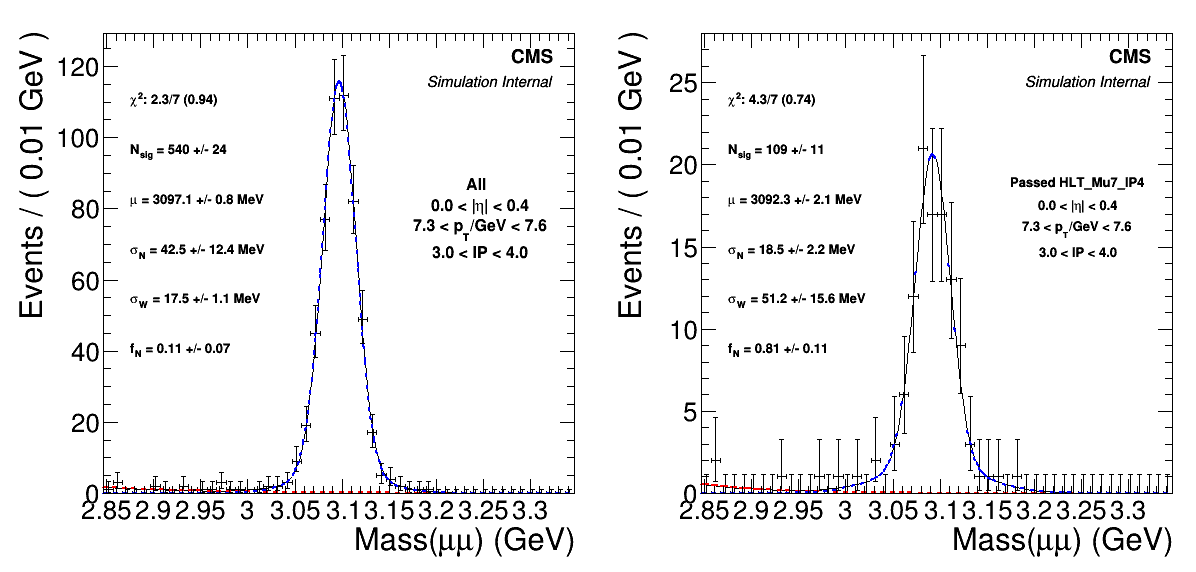 CMS
Simulation Internal
χ²: 2.3/7 (0.94)
N_sig = 540 +/- 24
μ = 3097.1 +/- 0.8 MeV
σ_N = 42.5 +/- 12.4 MeV
σ_W = 17.5 +/- 1.1 MeV
f_N = 0.11 +/- 0.07
All
0.0 < |η| < 0.4
7.3 < p_T/GeV < 7.6
3.0 < IP < 4.0
Events / ( 0.01 GeV )
120
100
80
60
40
20
0
2.85 2.9 2.95 3 3.05 3.1 3.15 3.2 3.25 3.3
Mass(μμ) (GeV)
CMS
Simulation Internal
χ²: 4.3/7 (0.74)
N_sig = 109 +/- 11
μ = 3092.3 +/- 2.1 MeV
σ_N = 18.5 +/- 2.2 MeV
σ_W = 51.2 +/- 15.6 MeV
f_N = 0.81 +/- 0.11
Passed HLT_Mu7_IP4
0.0 < |η| < 0.4
7.3 < p_T/GeV < 7.6
3.0 < IP < 4.0
Events / ( 0.01 GeV )
25
20
15
10
5
0
2.85 2.9 2.95 3 3.05 3.1 3.15 3.2 3.25 3.3
Mass(μμ) (GeV)